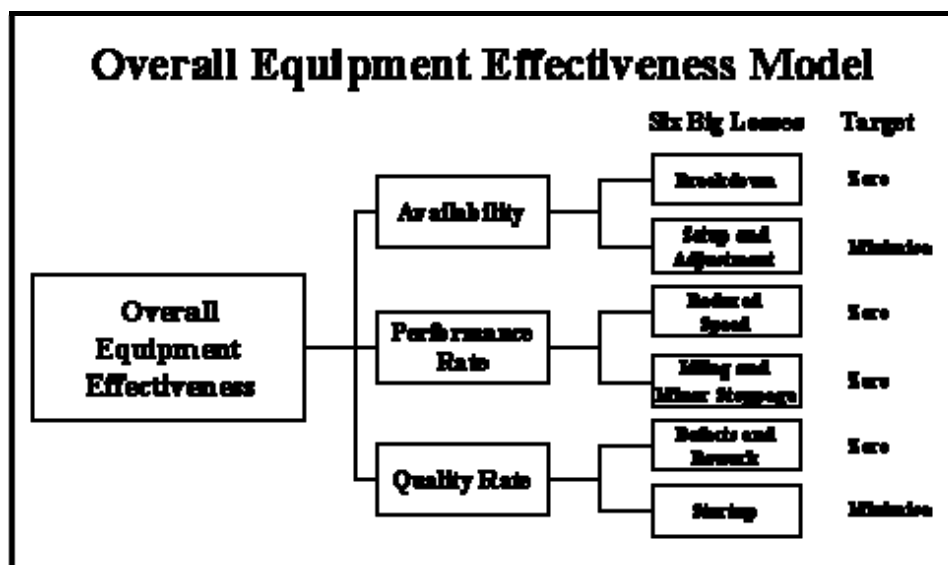 Overall Equipment Effectiveness Model
Six Big Losses
Target
Availability
Breakdown
Zero
Setup and
Adjustment
Minimize
Overall
Equipment
Effectiveness
Performance
Rate
Reduced
Speed
Zero
Idling and
Minor Stoppage
Zero
Quality Rate
Defects and
Rework
Zero
Startup
Minimize